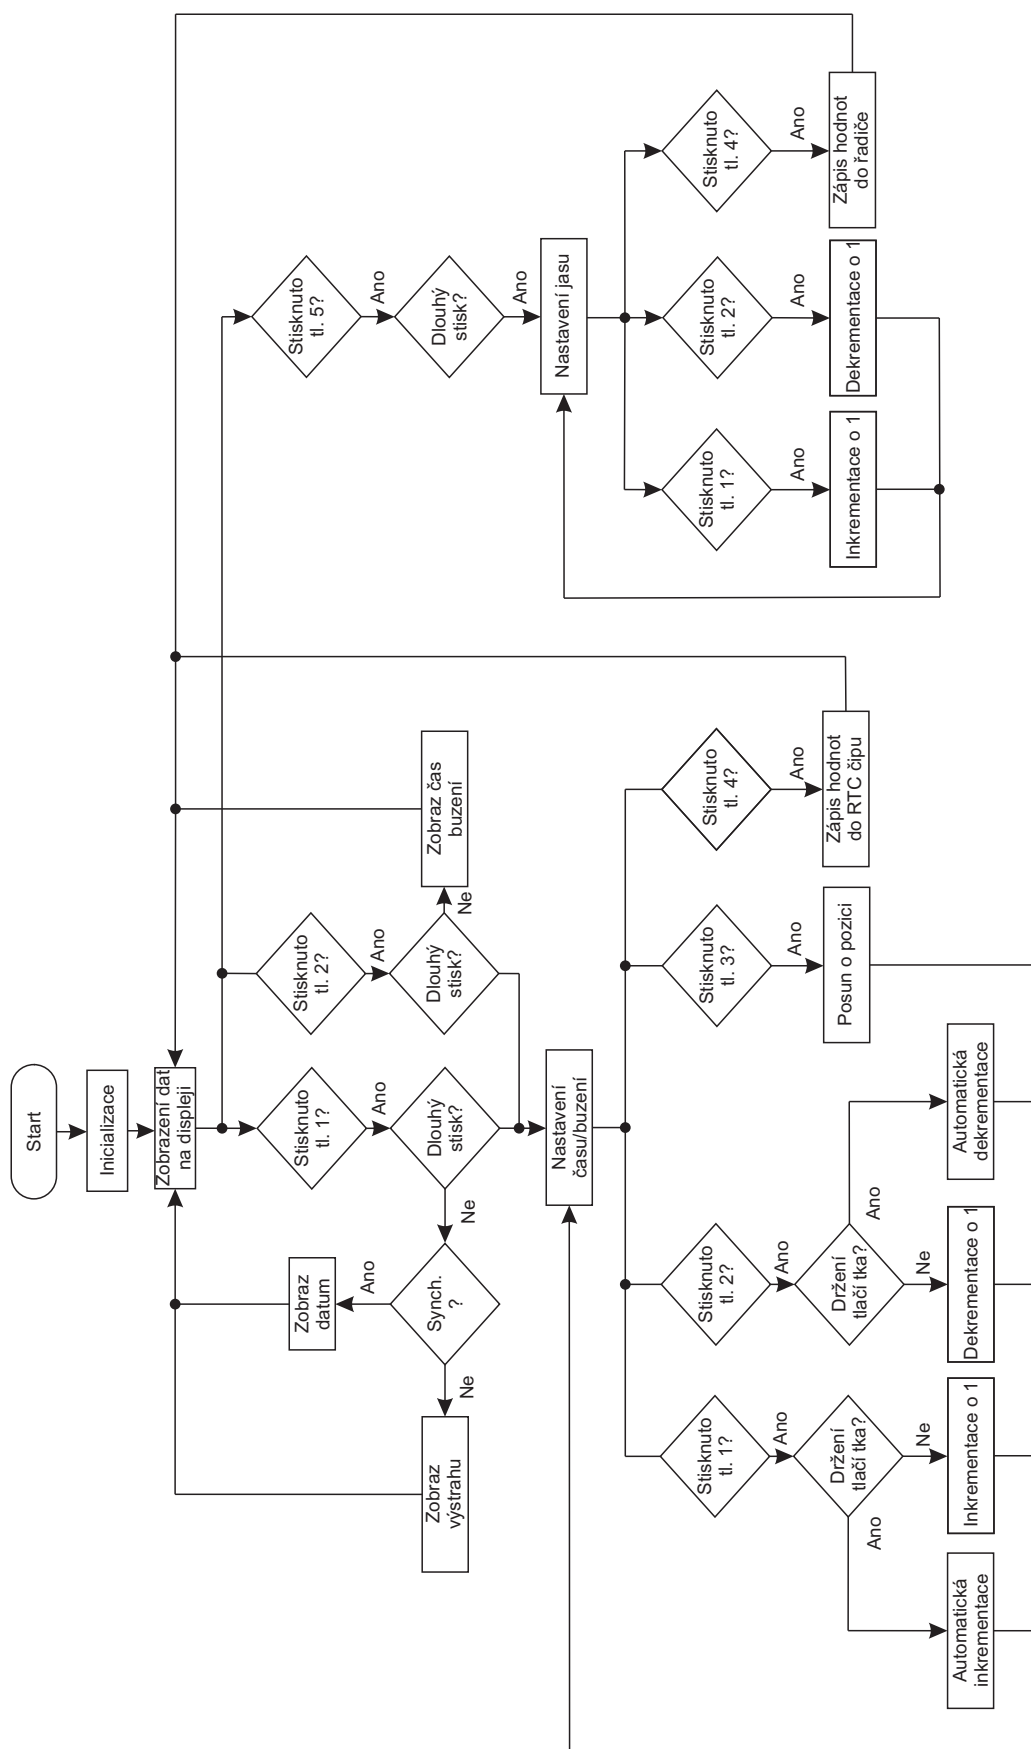 Start
Inicializace
Zobrazení dat
na displeji
Stisknuto
tl. 1?
Ano
Dlouhý
stisk?
Ne
Synch.
?
Ano
Zobraz
datum
Ne
Zobraz
výstrahu
Stisknuto
tl. 2?
Ano
Dlouhý
stisk?
Ne
Zobraz čas
buzení
Stisknuto
tl. 5?
Ano
Dlouhý
stisk?
Ano
Nastavení jasu
Stisknuto
tl. 1?
Ano
Inkrementace o 1
Stisknuto
tl. 2?
Ano
Dekrementace o 1
Stisknuto
tl. 4?
Ano
Zápis hodnot
do řadiče
Nastavení
času/buzení
Stisknuto
tl. 1?
Ano
Držení
tlačí tka?
Ano
Automatická
inkrementace
Ne
Inkrementace o 1
Stisknuto
tl. 2?
Ano
Držení
tlačí tka?
Ne
Dekrementace o 1
Ano
Automatická
dekrementace
Stisknuto
tl. 3?
Ano
Posun o pozici
Stisknuto
tl. 4?
Ano
Zápis hodnot
do RTC čipu